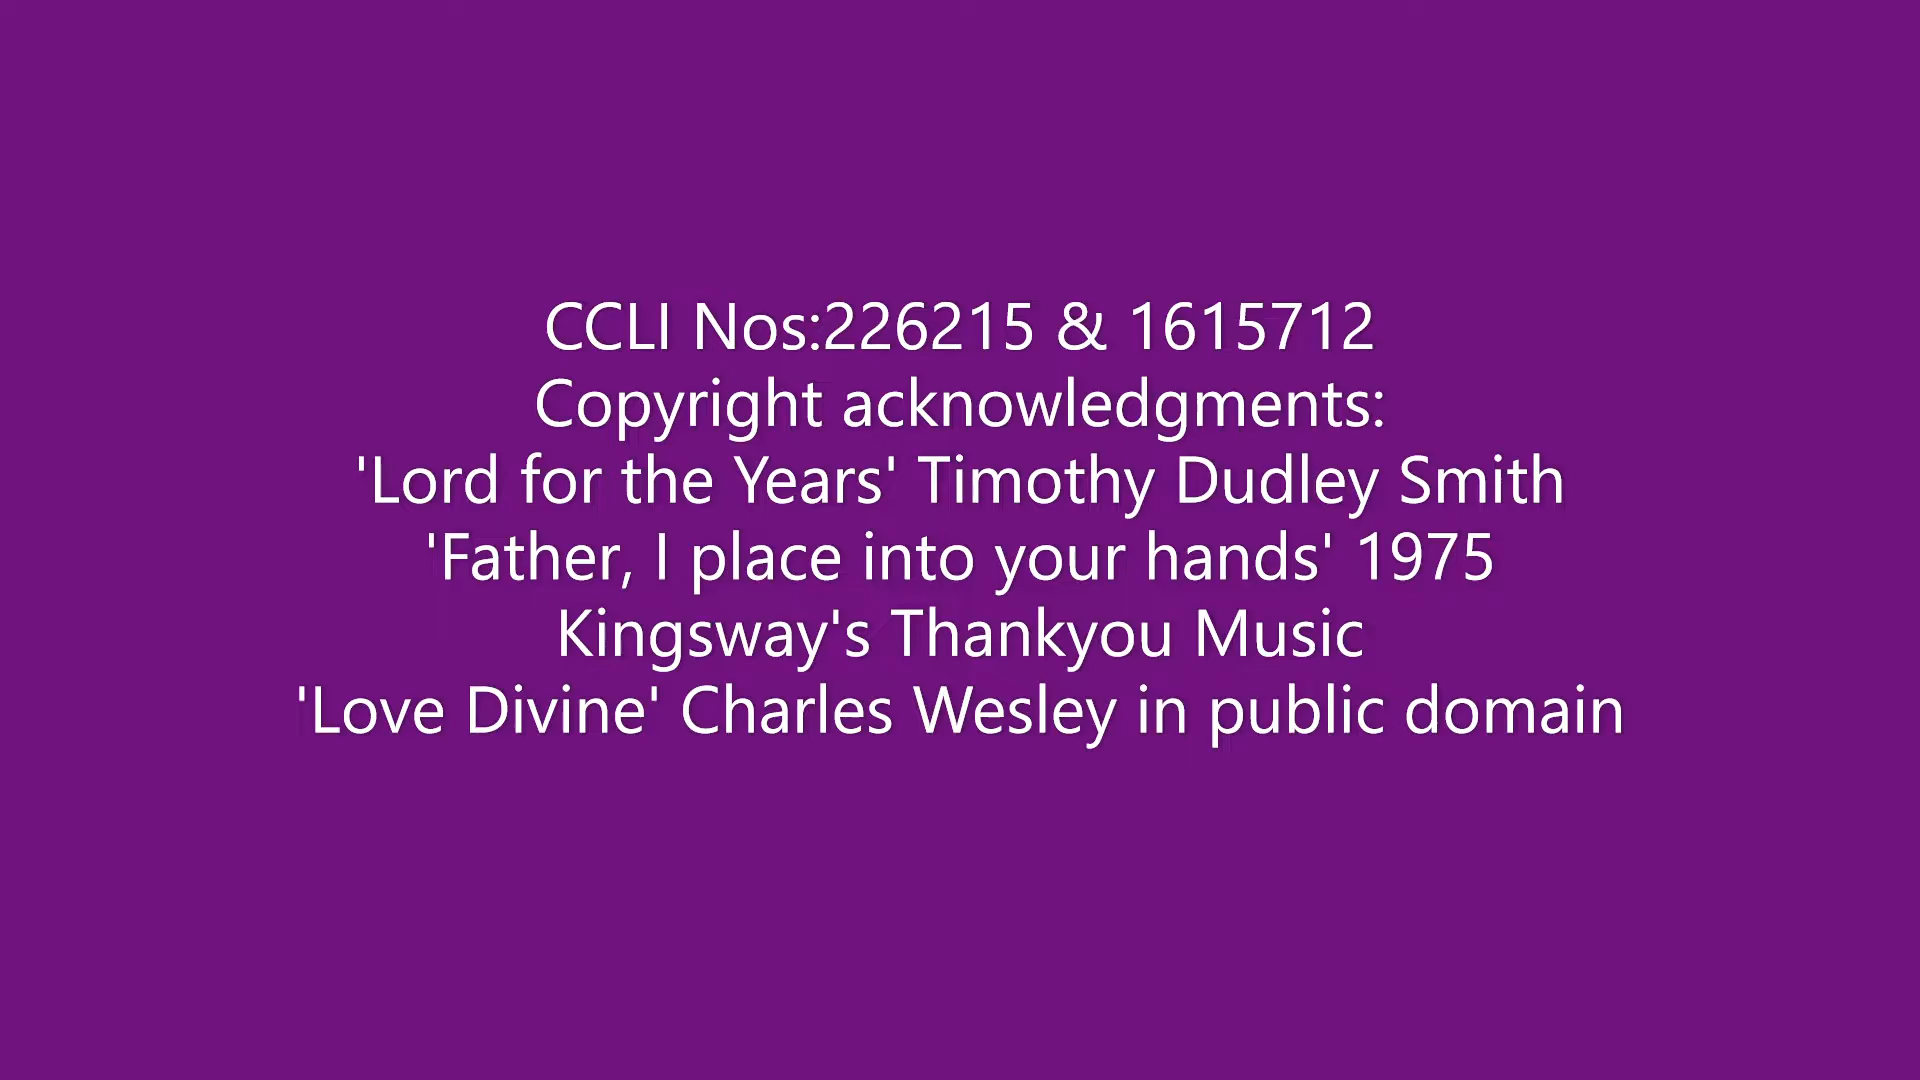 CCLI Nos:226215 & 1615712
Copyright acknowledgments:
'Lord for the Years' Timothy Dudley Smith
'Father, I place into your hands' 1975
Kingsway's Thankyou Music
'Love Divine' Charles Wesley in public domain